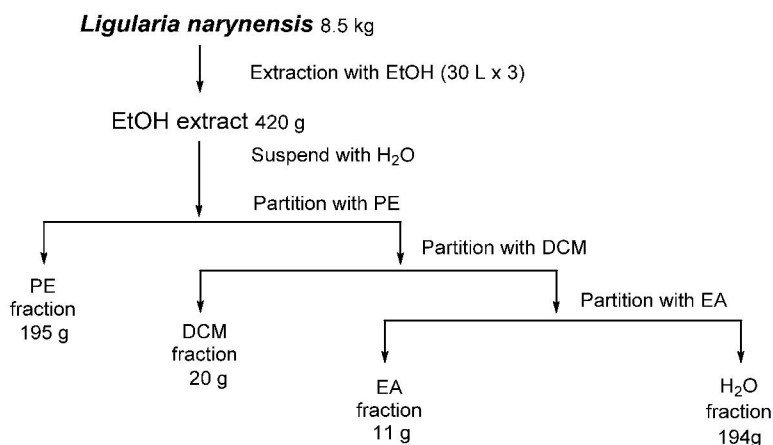 Ligularia narynensis 8.5 kg
Extraction with EtOH (30 L x 3)
EtOH extract 420 g
Suspend with H₂O
Partition with PE
Partition with DCM
PE
fraction
195 g
Partition with EA
DCM
fraction
20 g
EA
fraction
11 g
H₂O
fraction
194g